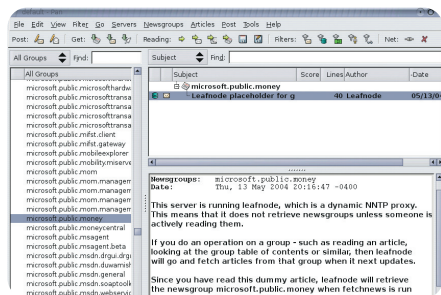 default - Pan
File Edit View Filter Go Servers Newsgroups Articles Post Tools Help
Post: Get: Reading: Filters: Net:
All Groups Find: Subject Find:
All Groups
microsoft.public.microsofttransa
microsoft.public.microsofttransa
microsoft.public.microsofttransa
microsoft.public.mifst.client
microsoft.public.mifst.gateway
microsoft.public.mobileexplorer
microsoft.public.mobility.miserve
microsoft.public.mom
microsoft.public.mom.managem
microsoft.public.mom.managem
microsoft.public.mom.managem
microsoft.public.money
microsoft.public.moneycentral
microsoft.public.msagent
microsoft.public.msagent.beta
microsoft.public.msdn.drgui.drgu
microsoft.public.msdn.duwamish
microsoft.public.msdn.general
microsoft.public.msdn.soaptoolk
microsoft.public.msdn.webservic
Subject Score Lines Author Date
microsoft.public.money
Leafnode placeholder for g 40 Leafnode 05/13/0
Newsgroups: microsoft.public.money
Date: Thu, 13 May 2004 20:16:47 -0400
This server is running leafnode, which is a dynamic NNTP proxy.
This means that it does not retrieve newsgroups unless someone is
actively reading them.
If you do an operation on a group - such as reading an article,
looking at the group table of contents or similar, then leafnode
will go and fetch articles from that group when it next updates.
Since you have read this dummy article, leafnode will retrieve
the newsgroup microsoft.public.money when fetchnews is run